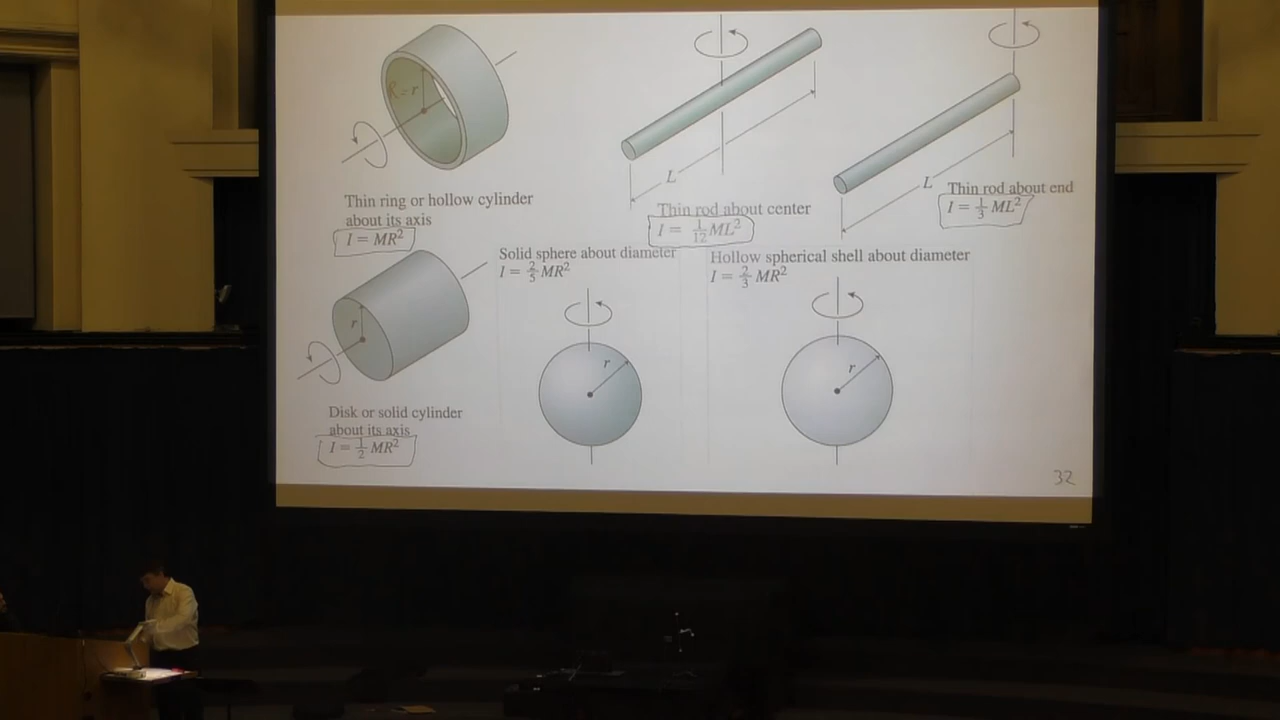 R = r
L
L
Thin ring or hollow cylinder
about its axis
I = MR²
Thin rod about center
I = 1/12 ML²
Thin rod about end
I = 1/3 ML²
Solid sphere about diameter
I = 2/5 MR²
Hollow spherical shell about diameter
I = 2/3 MR²
r
r
r
Disk or solid cylinder
about its axis
I = 1/2 MR²
32